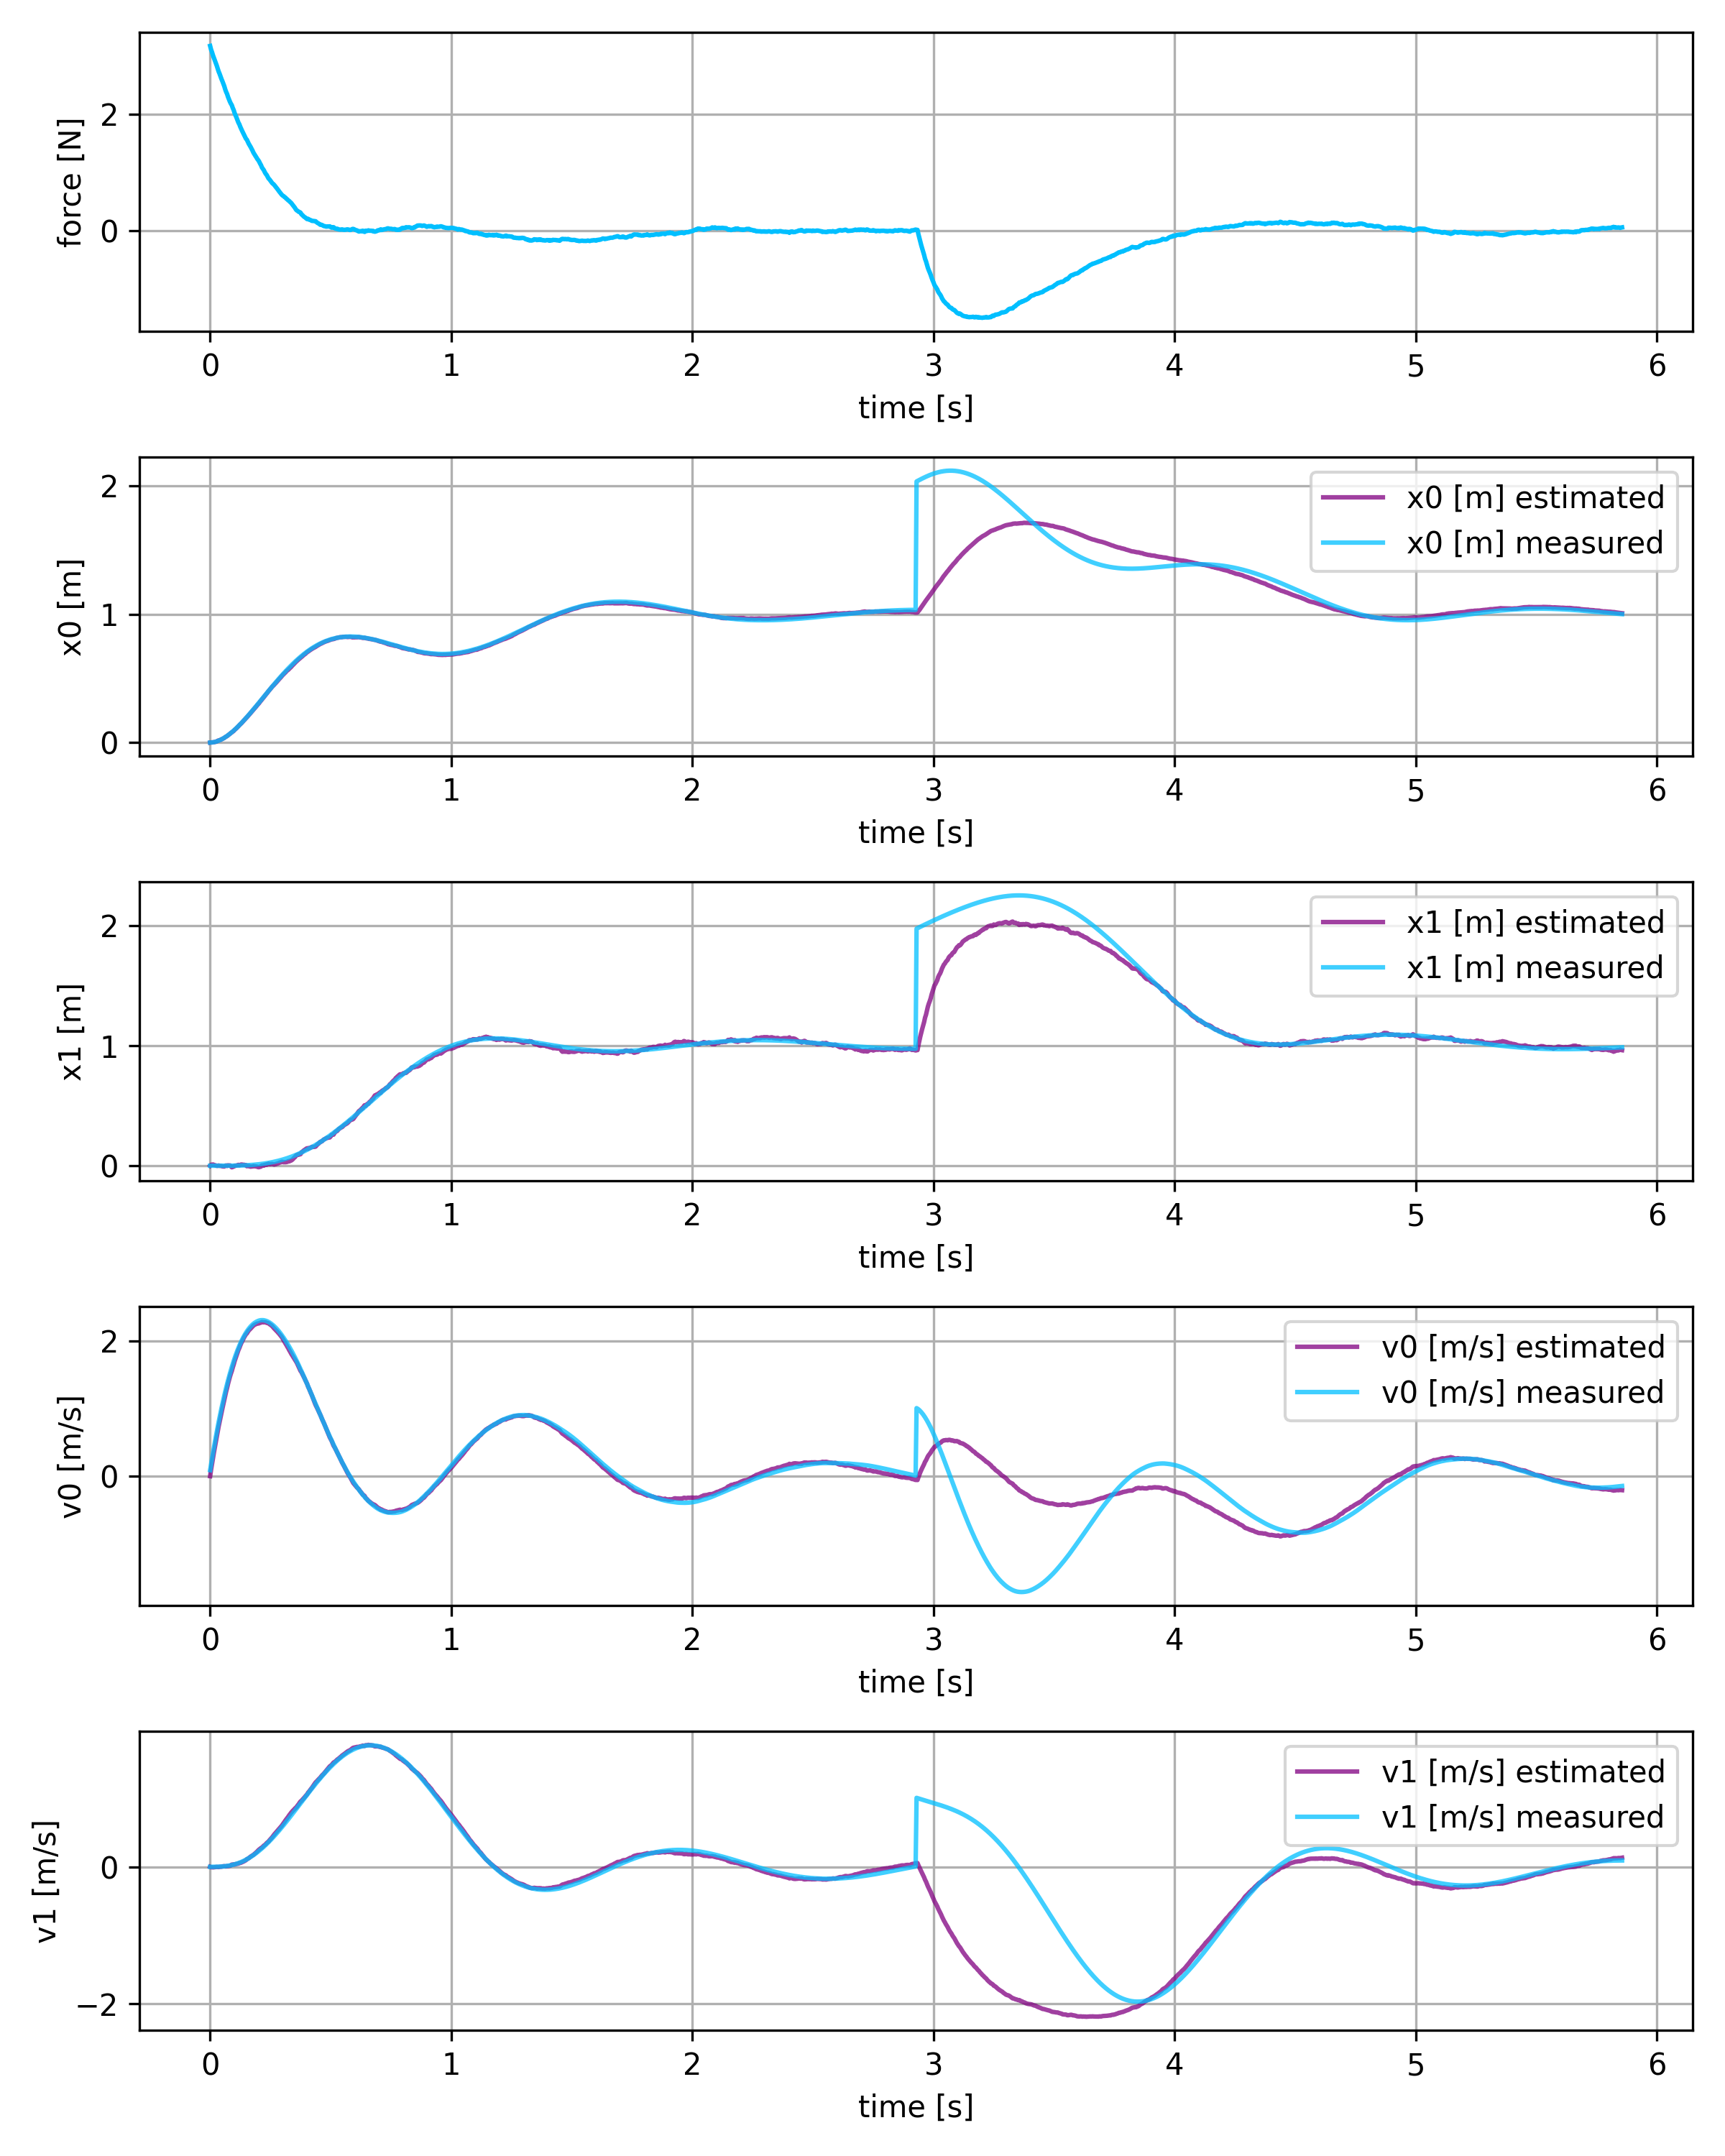 force [N]
2
0
0 1 2 3 4 5 6
time [s]
x0 [m]
2
1
0
x0 [m] estimated
x0 [m] measured
0 1 2 3 4 5 6
time [s]
x1 [m]
2
1
0
x1 [m] estimated
x1 [m] measured
0 1 2 3 4 5 6
time [s]
v0 [m/s]
2
0
v0 [m/s] estimated
v0 [m/s] measured
0 1 2 3 4 5 6
time [s]
v1 [m/s]
0
−2
v1 [m/s] estimated
v1 [m/s] measured
0 1 2 3 4 5 6
time [s]